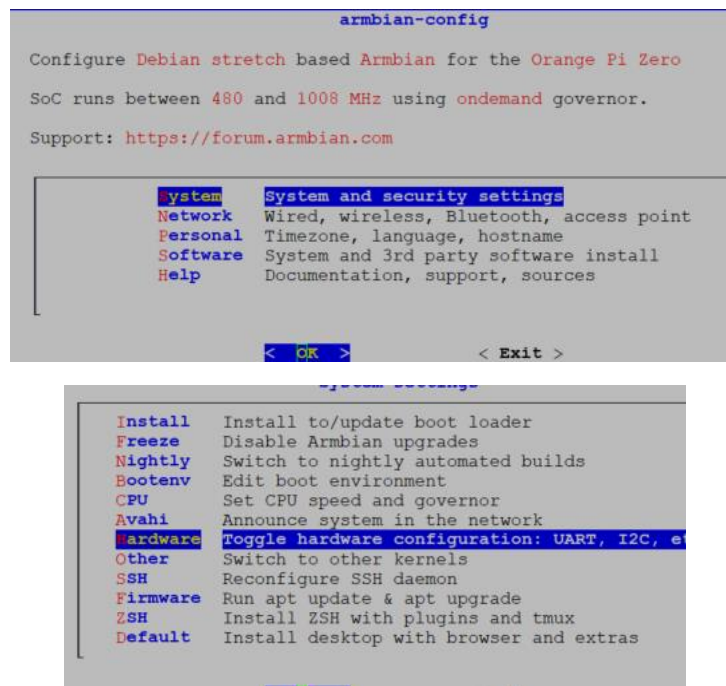 armbian-config
Configure Debian stretch based Armbian for the Orange Pi Zero
SoC runs between 480 and 1008 MHz using ondemand governor.
Support: https://forum.armbian.com
System System and security settings
Network Wired, wireless, Bluetooth, access point
Personal Timezone, language, hostname
Software System and 3rd party software install
Help Documentation, support, sources
< OK > < Exit >
System settings
Install Install to/update boot loader
Freeze Disable Armbian upgrades
Nightly Switch to nightly automated builds
Bootenv Edit boot environment
CPU Set CPU speed and governor
Avahi Announce system in the network
Hardware Toggle hardware configuration: UART, I2C, et
Other Switch to other kernels
SSH Reconfigure SSH daemon
Firmware Run apt update & apt upgrade
ZSH Install ZSH with plugins and tmux
Default Install desktop with browser and extras